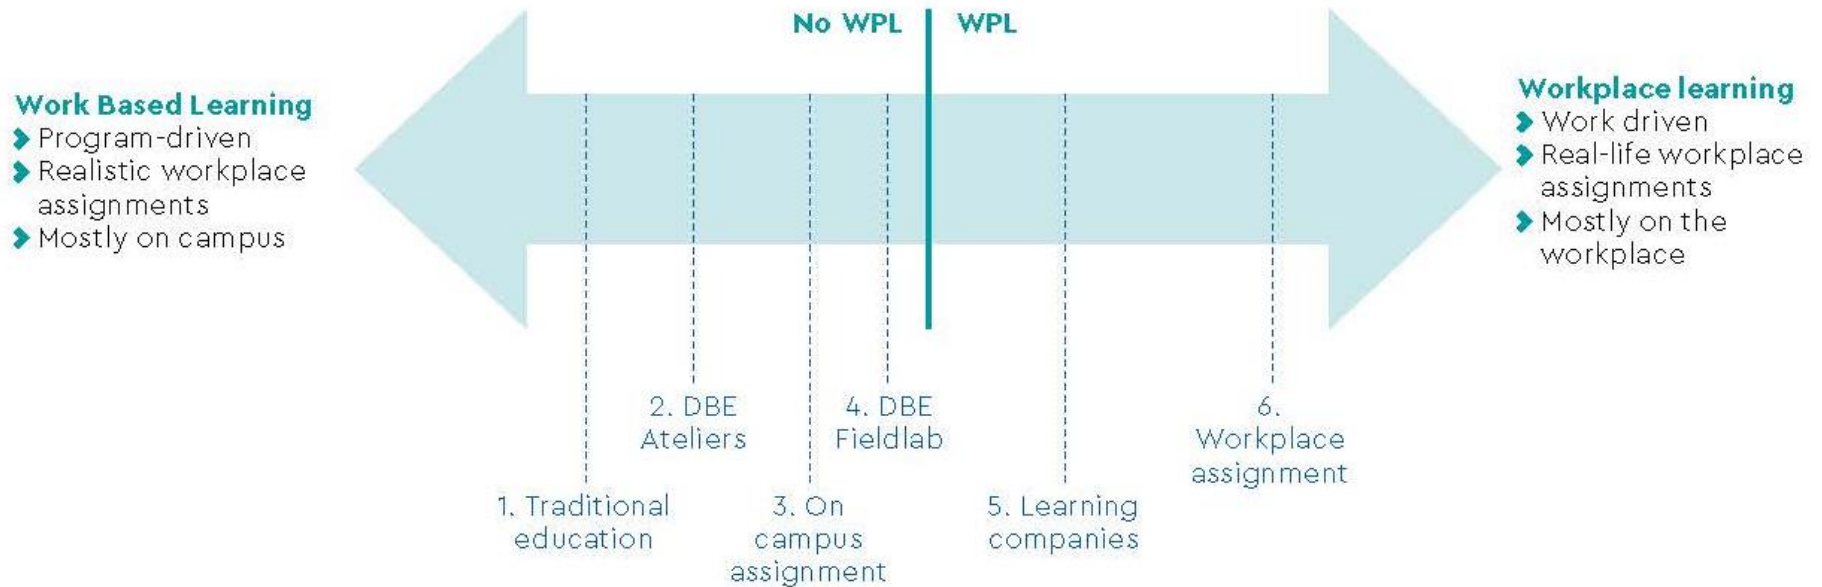 No WPL
WPL
Work Based Learning
Program-driven
Realistic workplace
assignments
Mostly on campus
Workplace learning
Work driven
Real-life workplace
assignments
Mostly on the
workplace
2. DBE
Ateliers
4. DBE
Fieldlab
6.
Workplace
assignment
1. Traditional
education
3. On
campus
assignment
5. Learning
companies